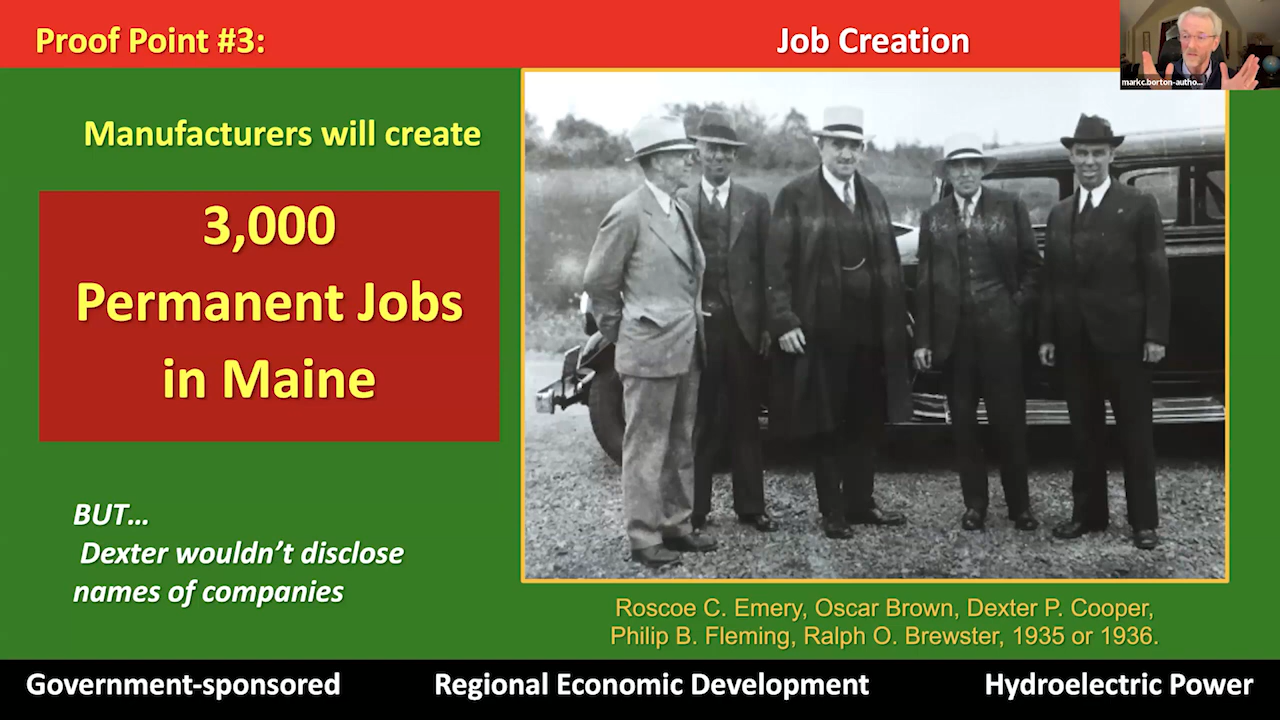 Proof Point #3:
Job Creation
markc.borton-autho...
Manufacturers will create
3,000
Permanent Jobs
in Maine
BUT...
Dexter wouldn't disclose
names of companies
Roscoe C. Emery, Oscar Brown, Dexter P. Cooper,
Philip B. Fleming, Ralph O. Brewster, 1935 or 1936.
Government-sponsored
Regional Economic Development
Hydroelectric Power